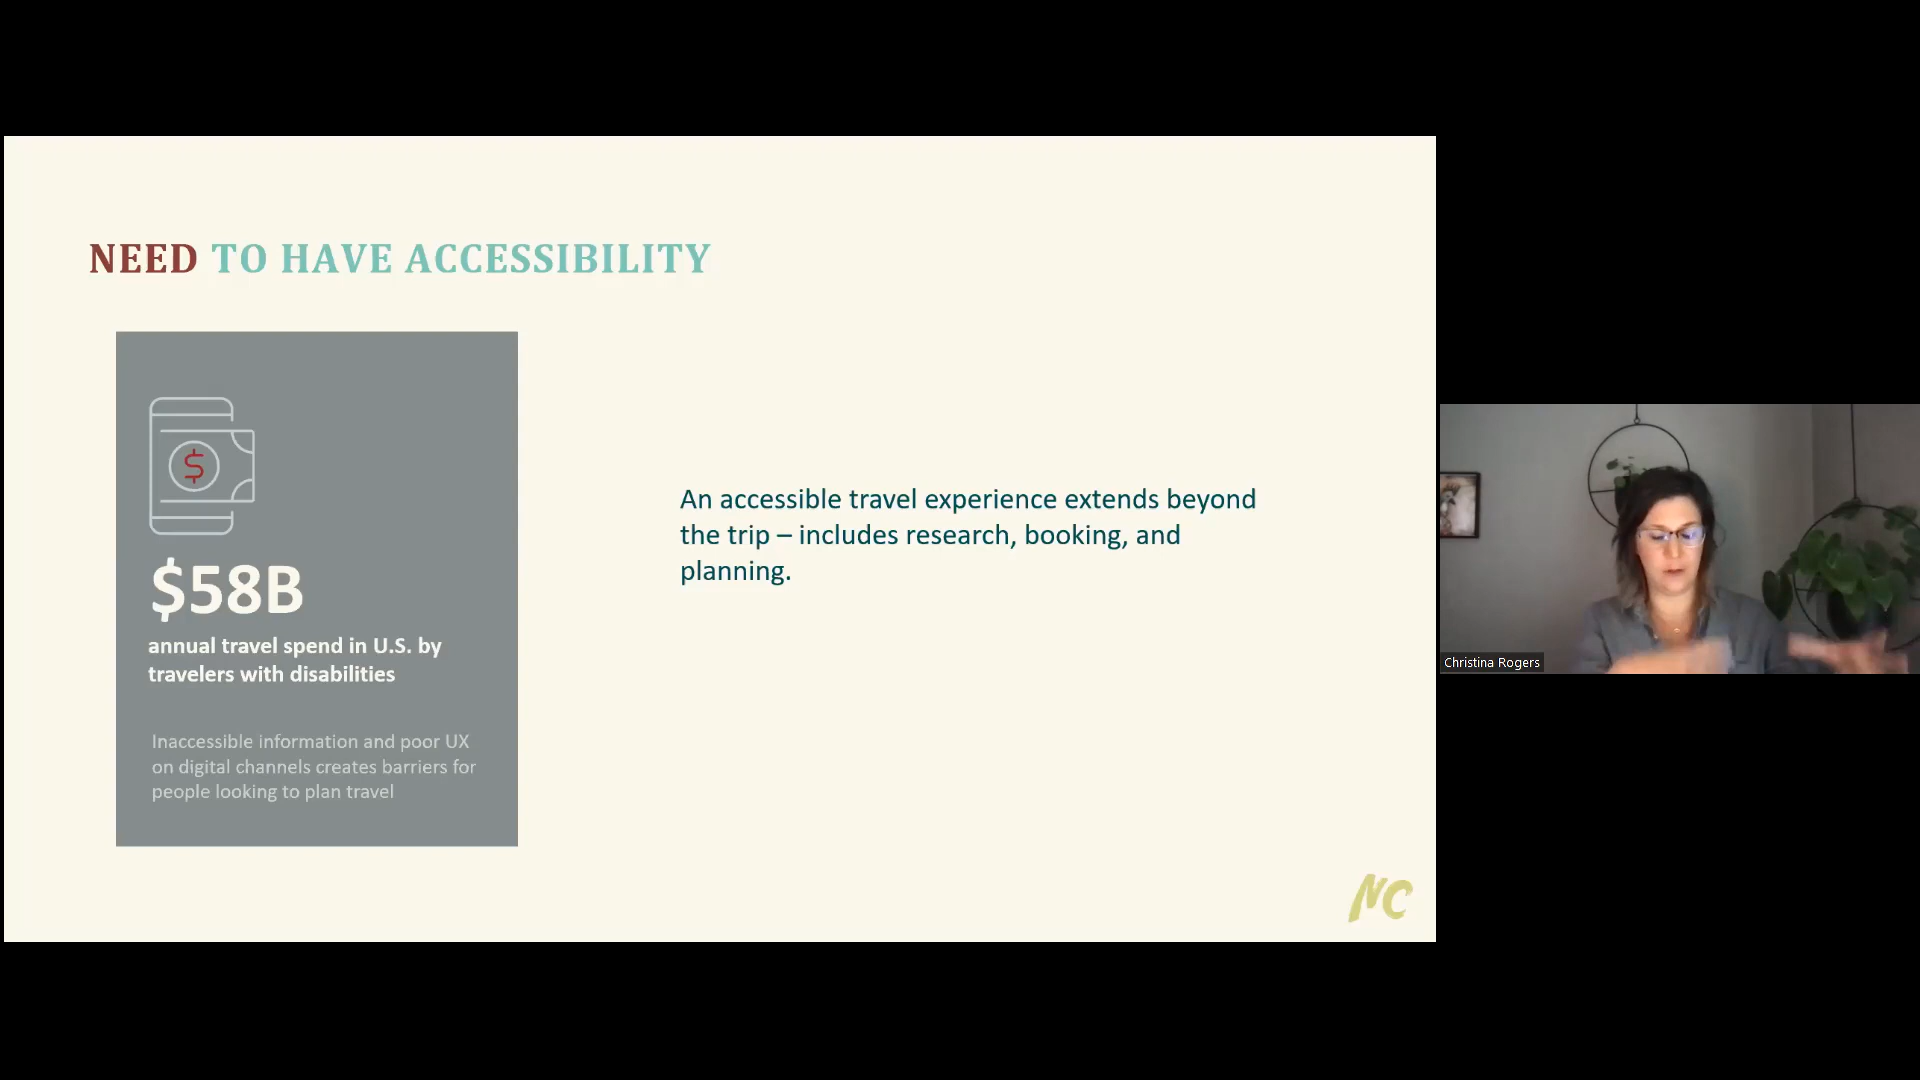 NEED TO HAVE ACCESSIBILITY
$
$58B
annual travel spend in U.S. by
travelers with disabilities
Inaccessible information and poor UX
on digital channels creates barriers for
people looking to plan travel
An accessible travel experience extends beyond
the trip – includes research, booking, and
planning.
NC
Christina Rogers